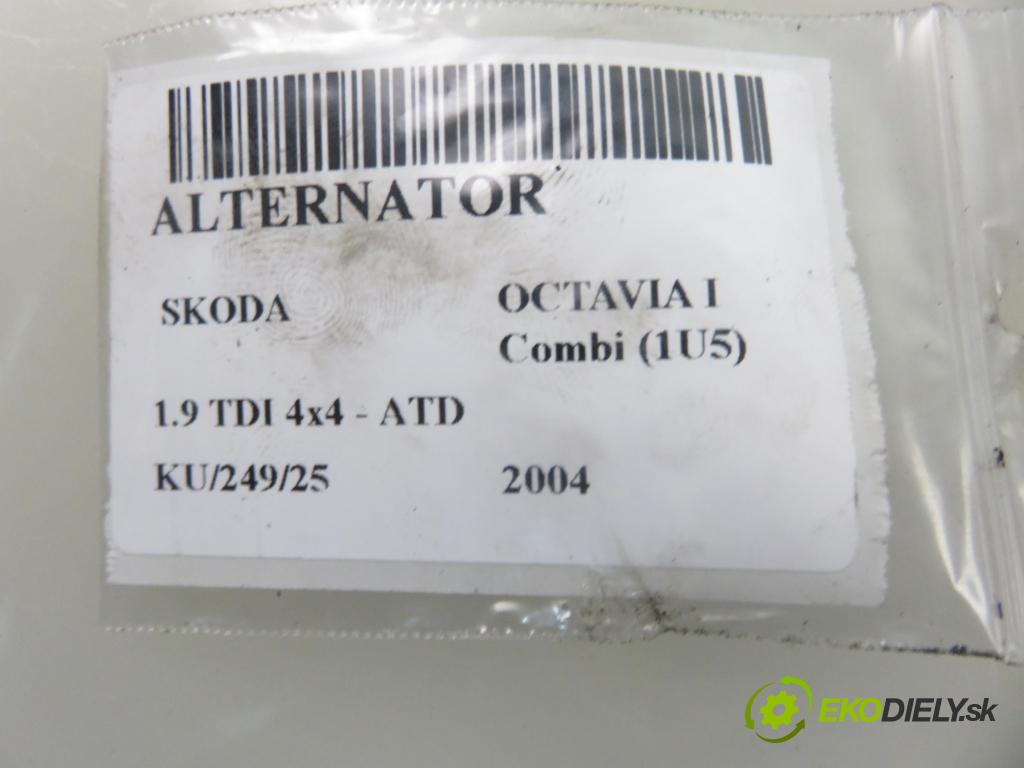 ALTERNATOR
SKODA
OCTAVIA I
Combi (1U5)
1.9 TDI 4x4 - ATD
KU/249/25
2004
EKODIELY.sk